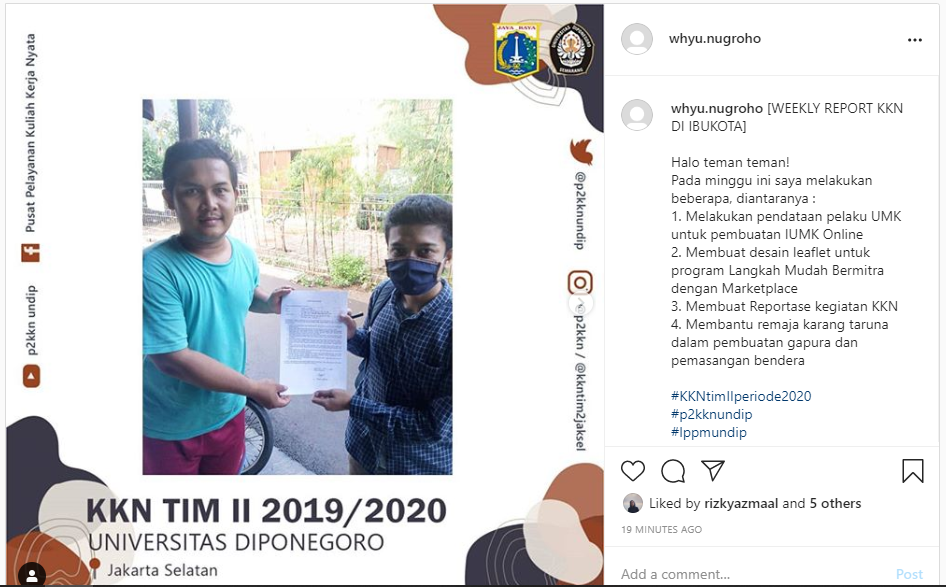 Pusat Pelayanan Kuliah Kerja Nyata
p2kkn undip
JAYA RAYA
UNIVERSITAS DIPONEGORO
SEMARANG
@p2kknundip
@p2kkn / @kkntim2jaksel
KKN TIM II 2019/2020
UNIVERSITAS DIPONEGORO
Jakarta Selatan
whyu.nugroho
whyu.nugroho [WEEKLY REPORT KKN
DI IBUKOTA]
Halo teman teman!
Pada minggu ini saya melakukan
beberapa, diantaranya :
1. Melakukan pendataan pelaku UMK
untuk pembuatan IUMK Online
2. Membuat desain leaflet untuk
program Langkah Mudah Bermitra
dengan Marketplace
3. Membuat Reportase kegiatan KKN
4. Membantu remaja karang taruna
dalam pembuatan gapura dan
pemasangan bendera
#KKNtimIIperiode2020
#p2kknundip
#lppmundip
Liked by rizkyazmaal and 5 others
19 MINUTES AGO
Add a comment...
Post